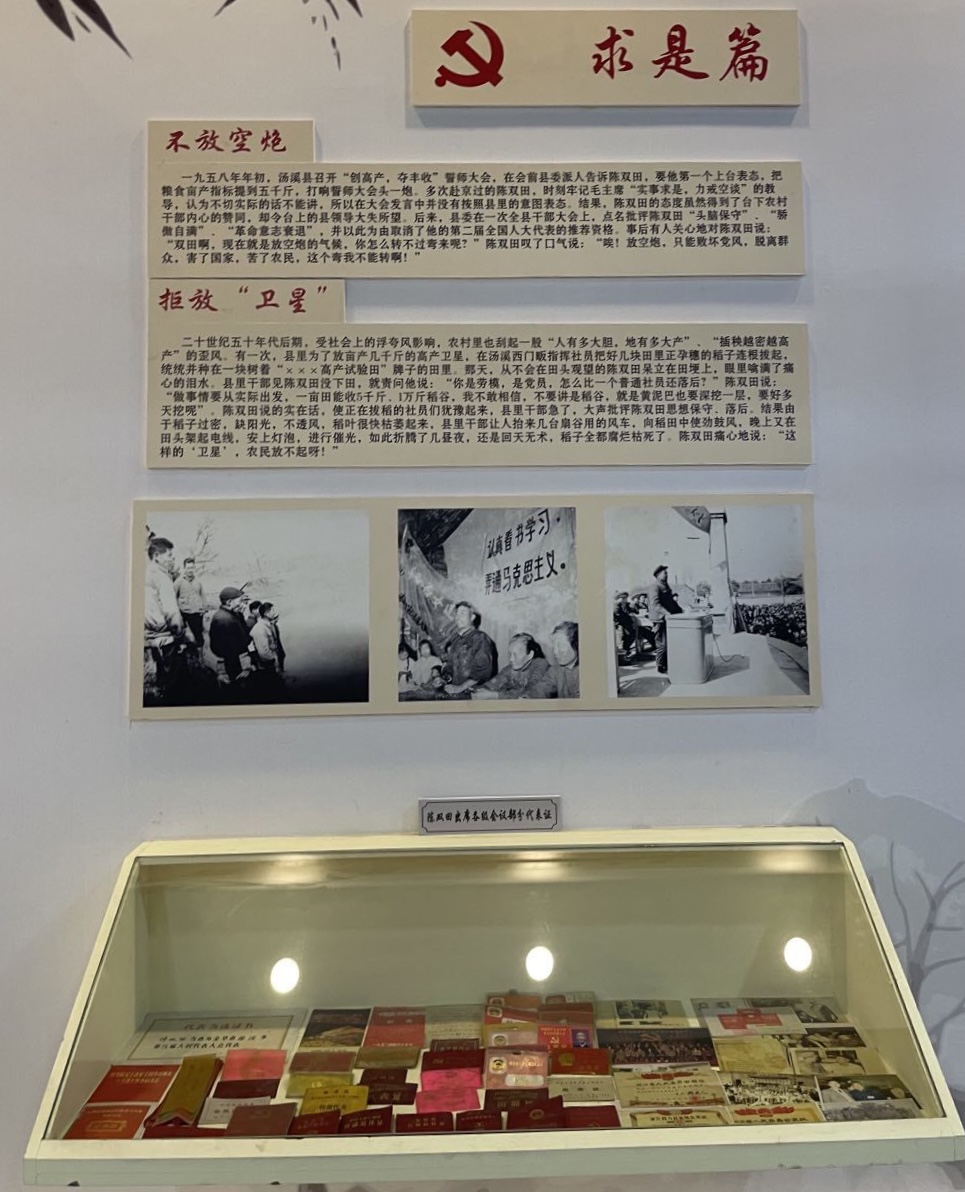 求是篇
不放空炮
一九五八年年初，汤溪县召开“创高产，夺丰收”誓师大会，在会前县委派人告诉陈双田，要他第一个上台表态，把
粮食亩产指标提到五千斤，打响誓师大会头一炮。多次赴京过的陈双田，时刻牢记毛主席“实事求是，力戒空谈”的教
导，认为不切实际的话不能讲，所以在大会发言中并没有按照县里的意图表态。结果，陈双田的态度虽然得到了台下农村
干部内心的赞同，却令台上的县领导大失所望。后来，县委在一次全县干部大会上，点名批评陈双田“头脑保守”、“骄
傲自满”、“革命意志衰退”，并以此为由取消了他的第二届全国人大代表的推荐资格。事后有人关心地对陈双田说：
“双田啊，现在就是放空炮的气候，你怎么转不过弯来呢？”陈双田叹了口气说：“唉！放空炮，只能败坏党风，脱离群
众，害了国家，苦了农民，这个弯我不能转啊！”
拒放“卫星”
二十世纪五十年代后期，受社会上的浮夸风影响，农村里也刮起一股“人有多大胆，地有多大产”、“插秧越密越高
产”的歪风。有一次，县里为了放亩产几千斤的高产卫星，在汤溪西门畈指挥社员把好几块田里正孕穗的稻子连根拔起，
统统并种在一块树着“×××高产试验田”牌子的田里。那天，从不会在田头观望的陈双田呆立在田埂上，眼里噙满了痛
心的泪水。县里干部见陈双田没下田，就责问他说：“你是劳模，是党员，怎么比一个普通社员还落后？”陈双田说：
“做事情要从实际出发，一亩田能收5千斤、1万斤稻谷，我不敢相信，不要讲是稻谷，就是黄泥巴也要深挖一层，要好多
天挖呢”。陈双田说的实在话，使正在拔稻的社员们犹豫起来，县里干部急了，大声批评陈双田思想保守、落后。结果由
于稻子过密，缺阳光，不透风，稻叶很快枯萎起来，县里干部让人抬来几台扇谷用的风车，向稻田中使劲鼓风，晚上又在
田头架起电线，安上灯泡，进行催光，如此折腾了几昼夜，还是回天无术，稻子全都腐烂枯死了。陈双田痛心地说：“这
样的‘卫星’，农民放不起呀！”
认真看书学习．
弄通马克思主义。
陈双田出席各级会议部分代表证
代表当选证书